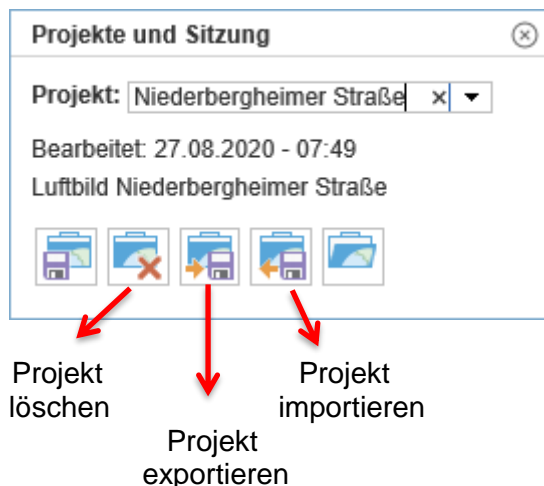 Projekte und Sitzung
Projekt: Niederbergheimer Straße
Bearbeitet: 27.08.2020 - 07:49
Luftbild Niederbergheimer Straße
Projekt
löschen
Projekt
exportieren
Projekt
importieren